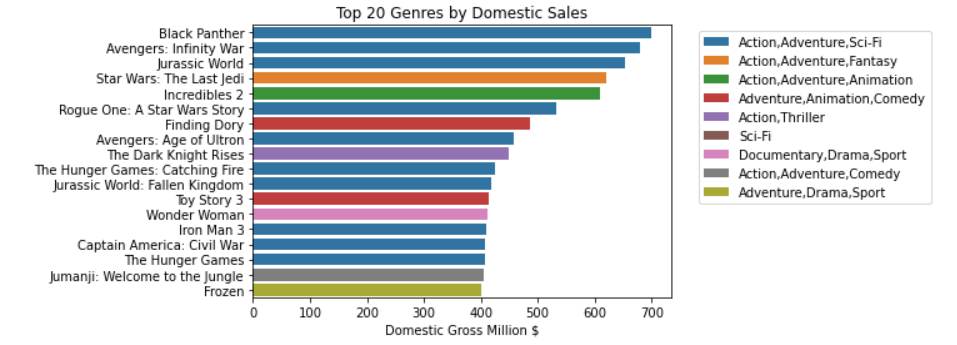 Top 20 Genres by Domestic Sales
Black Panther
Avengers: Infinity War
Jurassic World
Star Wars: The Last Jedi
Incredibles 2
Rogue One: A Star Wars Story
Finding Dory
Avengers: Age of Ultron
The Dark Knight Rises
The Hunger Games: Catching Fire
Jurassic World: Fallen Kingdom
Toy Story 3
Wonder Woman
Iron Man 3
Captain America: Civil War
The Hunger Games
Jumanji: Welcome to the Jungle
Frozen
0 100 200 300 400 500 600 700
Domestic Gross Million $
Action,Adventure,Sci-Fi
Action,Adventure,Fantasy
Action,Adventure,Animation
Adventure,Animation,Comedy
Action,Thriller
Sci-Fi
Documentary,Drama,Sport
Action,Adventure,Comedy
Adventure,Drama,Sport